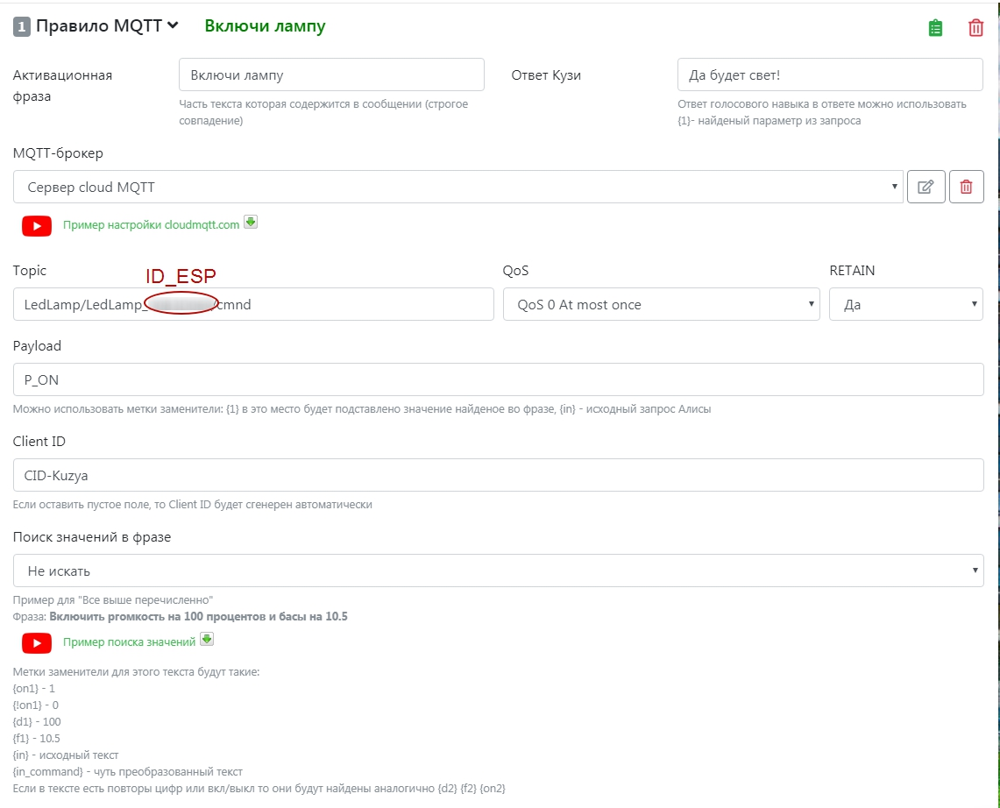 1 Правило MQTT Включи лампу
Активационная фраза
Включи лампу
Часть текста которая содержится в сообщении (строгое
совпадение)
Ответ Кузи
Да будет свет!
Ответ голосового навыка в ответе можно использовать
{1}- найденый параметр из запроса
MQTT-брокер
Сервер cloud MQTT
Пример настройки cloudmqtt.com
Topic
ID_ESP
LedLamp/LedLamp_ /cmnd
QoS
QoS 0 At most once
RETAIN
Да
Payload
P_ON
Можно использовать метки заменители: {1} в это место будет подставлено значение найденое во фразе, {in} - исходный запрос Алисы
Client ID
CID-Kuzya
Если оставить пустое поле, то Client ID будет сгенерен автоматически
Поиск значений в фразе
Не искать
Пример для "Все выше перечисленно"
Фраза: Включить ргомкость на 100 процентов и басы на 10.5
Пример поиска значений
Метки заменители для этого текста будут такие:
{on1} - 1
{!on1} - 0
{d1} - 100
{f1} - 10.5
{in} - исходный текст
{in_command} - чуть преобразованный текст
Если в тексте есть повторы цифр или вкл/выкл то они будут найдены аналогично {d2} {f2} {on2}